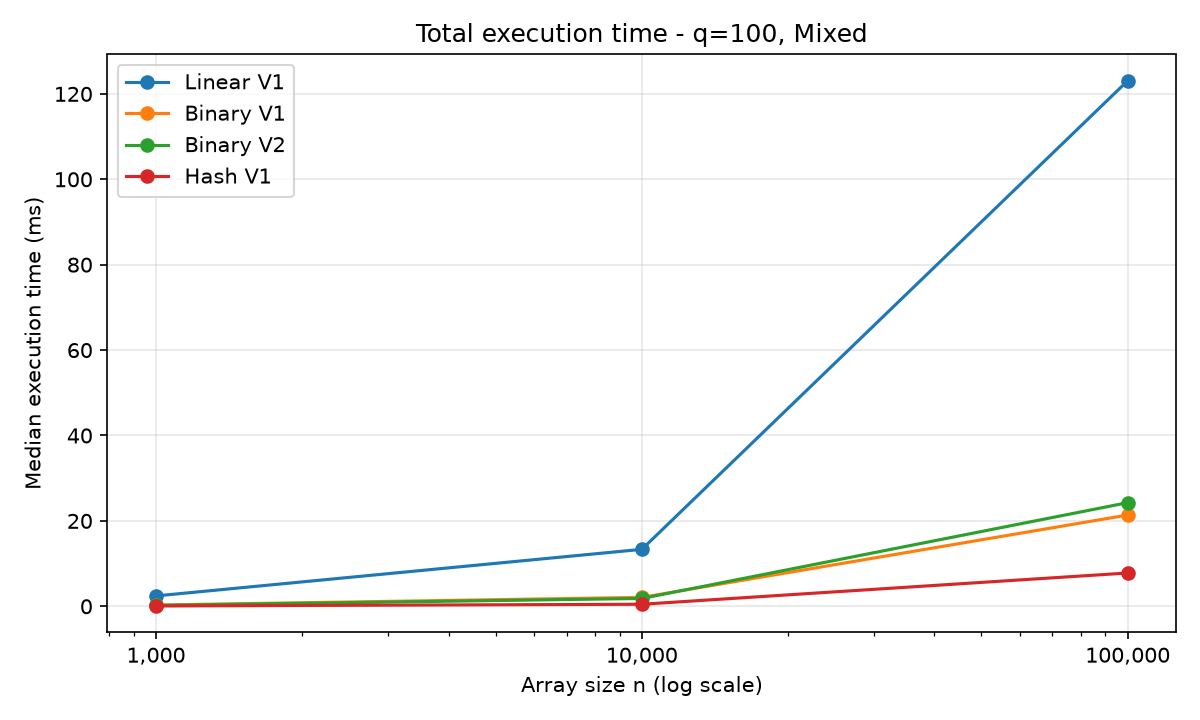 Total execution time - q=100, Mixed
Linear V1
Binary V1
Binary V2
Hash V1
Median execution time (ms)
120
100
80
60
40
20
0
1,000
10,000
100,000
Array size n (log scale)